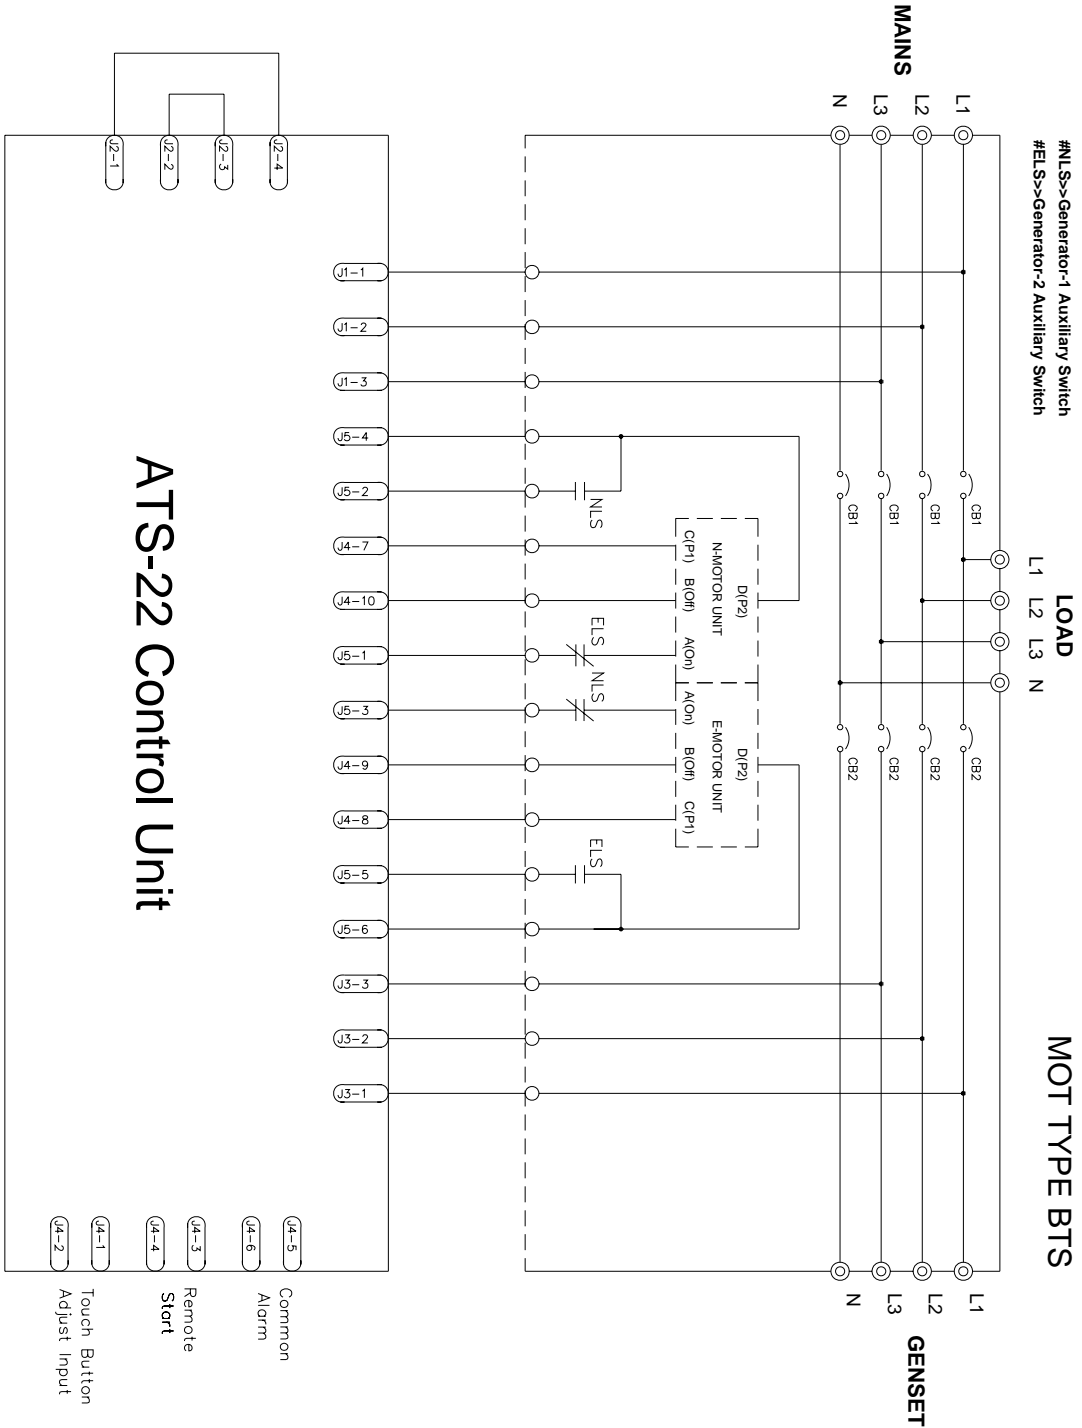 #NLS>>Generator-1 Auxiliary Switch
#ELS>>Generator-2 Auxiliary Switch
MOT TYPE BTS
LOAD
L1 L2 L3 N
MAINS
L1
L2
L3
N
GENSET
L1
L2
L3
N
CB1
CB1
CB1
CB1
CB2
CB2
CB2
CB2
D(P2)
N-MOTOR UNIT
C(P1) B(Off) A(On)
D(P2)
E-MOTOR UNIT
A(On) B(Off) C(P1)
NLS
ELS
NLS
ELS
J1-1
J1-2
J1-3
J5-4
J5-2
J4-7
J4-10
J5-1
J5-3
J4-9
J4-8
J5-5
J5-6
J3-3
J3-2
J3-1
J2-4
J2-3
J2-2
J2-1
ATS-22 Control Unit
J4-5
J4-6
Common
Alarm
J4-3
J4-4
Remote
Start
J4-1
J4-2
Touch Button
Adjust Input